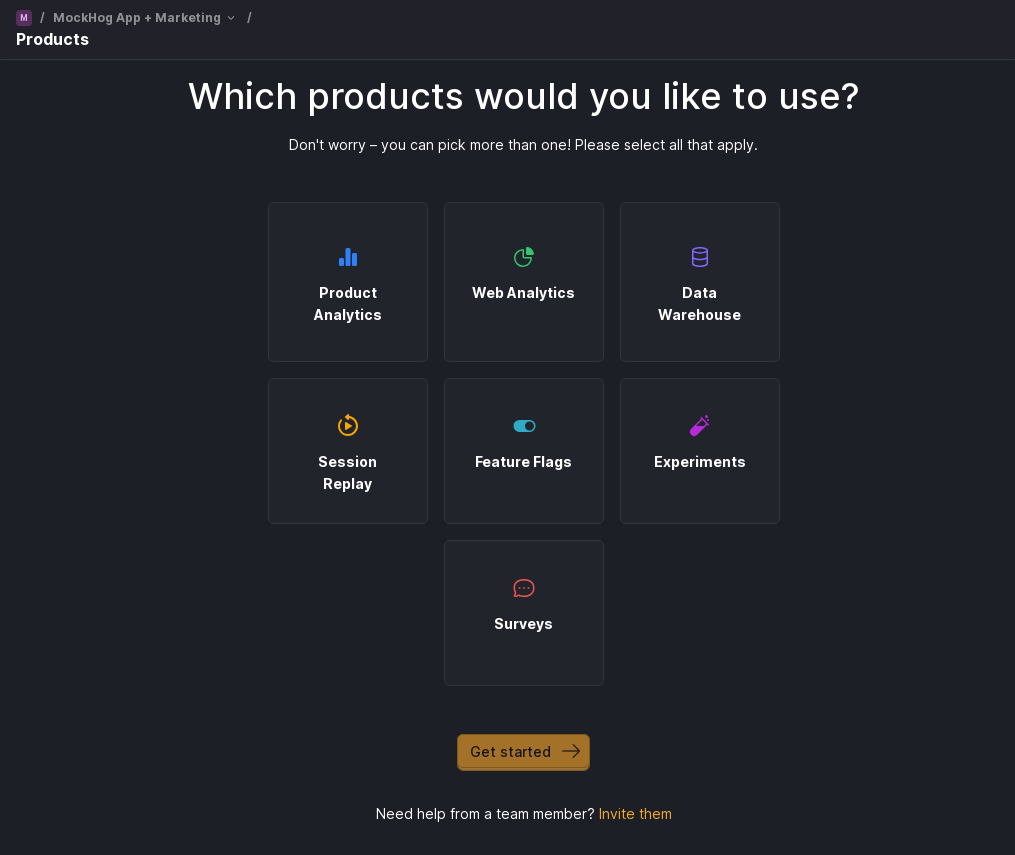 M / MockHog App + Marketing /
Products
Which products would you like to use?
Don't worry – you can pick more than one! Please select all that apply.
Product
Analytics
Web Analytics
Data
Warehouse
Session
Replay
Feature Flags
Experiments
Surveys
Get started
Need help from a team member? Invite them